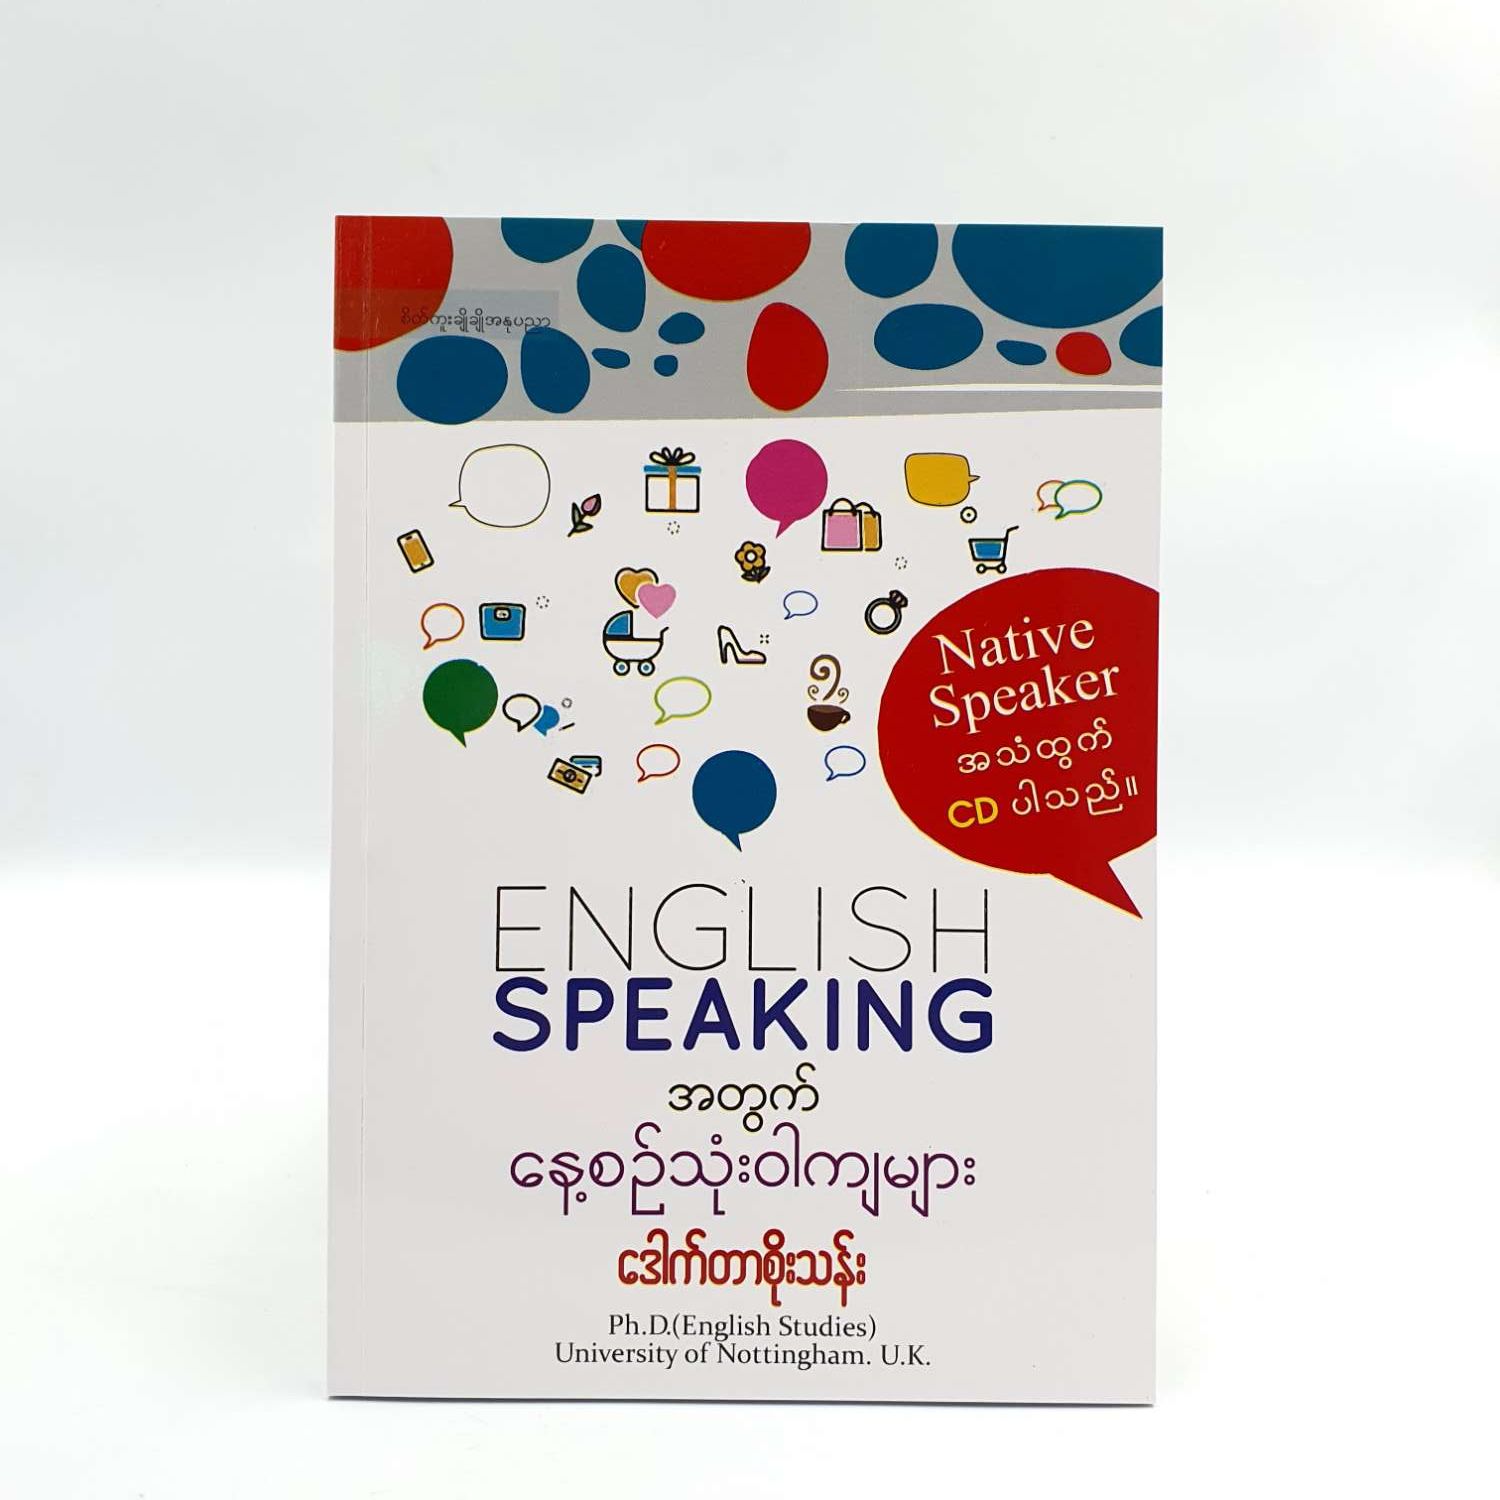 စိတ်ကူးချိုချိုအနုပညာ
Native
Speaker
အသံထွက်
CD ပါသည်။
ENGLISH
SPEAKING
အတွက်
နေ့စဉ်သုံးဝါကျများ
ဒေါက်တာစိုးသန်း
Ph.D.(English Studies)
University of Nottingham. U.K.